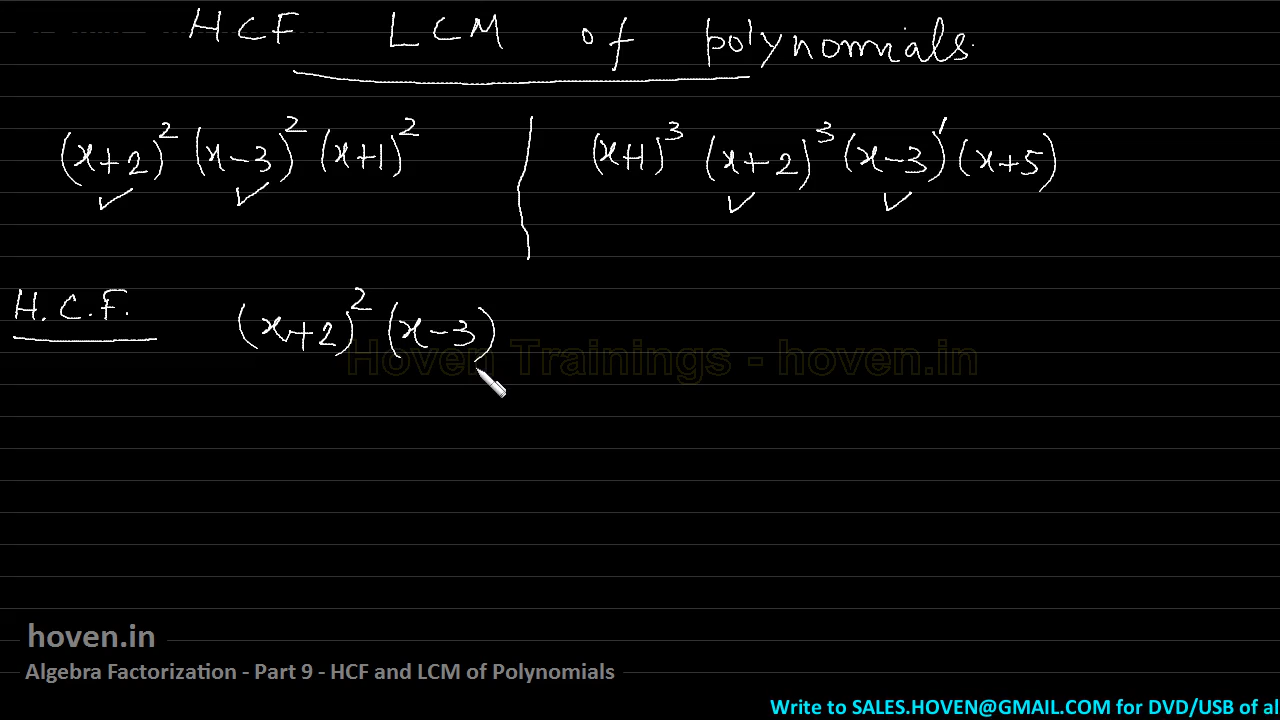 HCF LCM of polynomials
(x+2)² (x-3)² (x+1)² | (x+1)³ (x+2)³ (x-3)¹ (x+5)
✓ ✓ ✓ ✓
H.C.F. (x+2)² (x-3)
Hoven Trainings - hoven.in
hoven.in
Algebra Factorization - Part 9 - HCF and LCM of Polynomials
Write to SALES.HOVEN@GMAIL.COM for DVD/USB of al